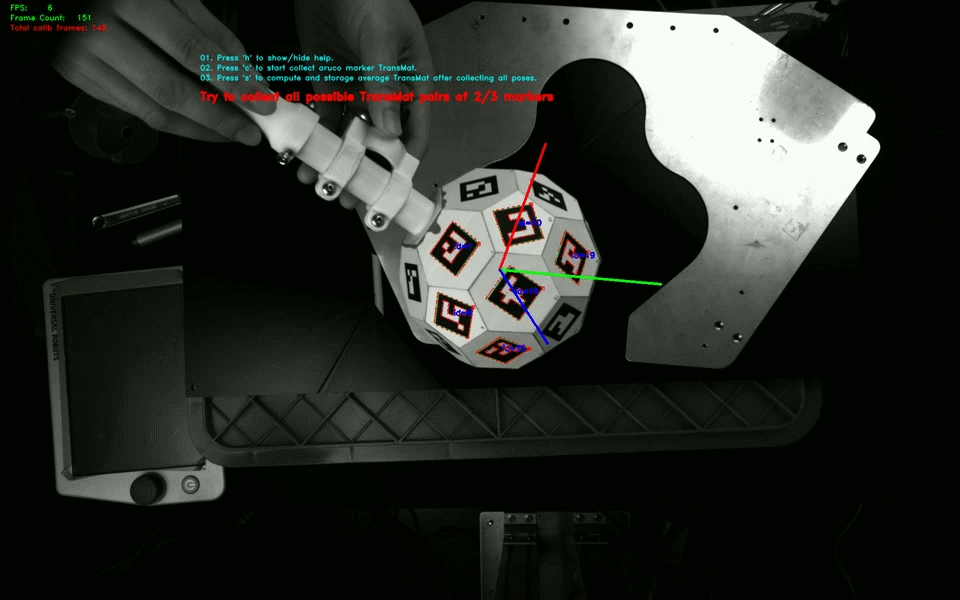 FPS: 6
Frame Count: 151
Total calib frames: 148
01. Press 'h' to show/hide help.
02. Press 'c' to start collect aruco marker TransMat.
03. Press 's' to compute and storage average TransMat after collecting all poses.
Try to collect all possible TransMat pairs of 2/3 markers
UNIVERSAL ROBOTS